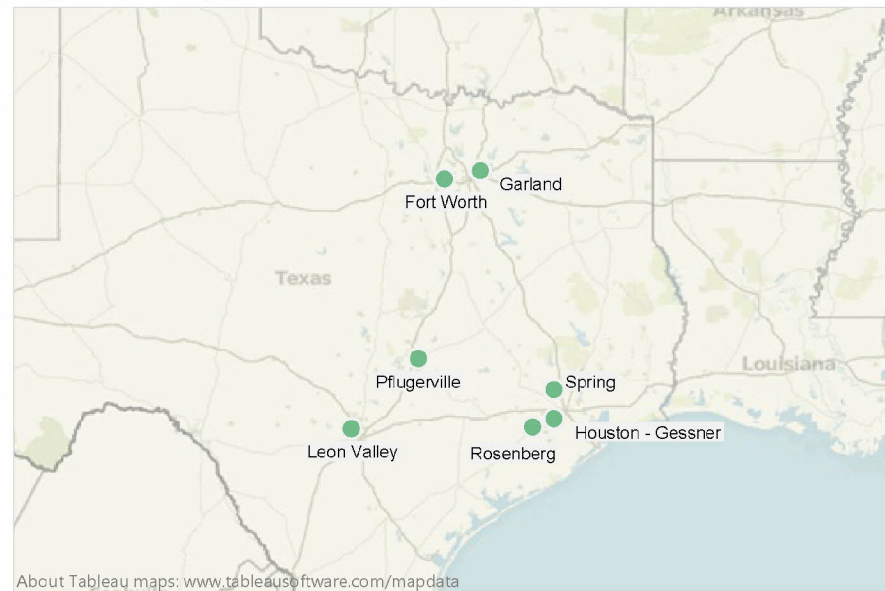 Arkansas
Garland
Fort Worth
Texas
Louisiana
Pflugerville
Spring
Houston - Gessner
Leon Valley
Rosenberg
About Tableau maps: www.tableausoftware.com/mapdata